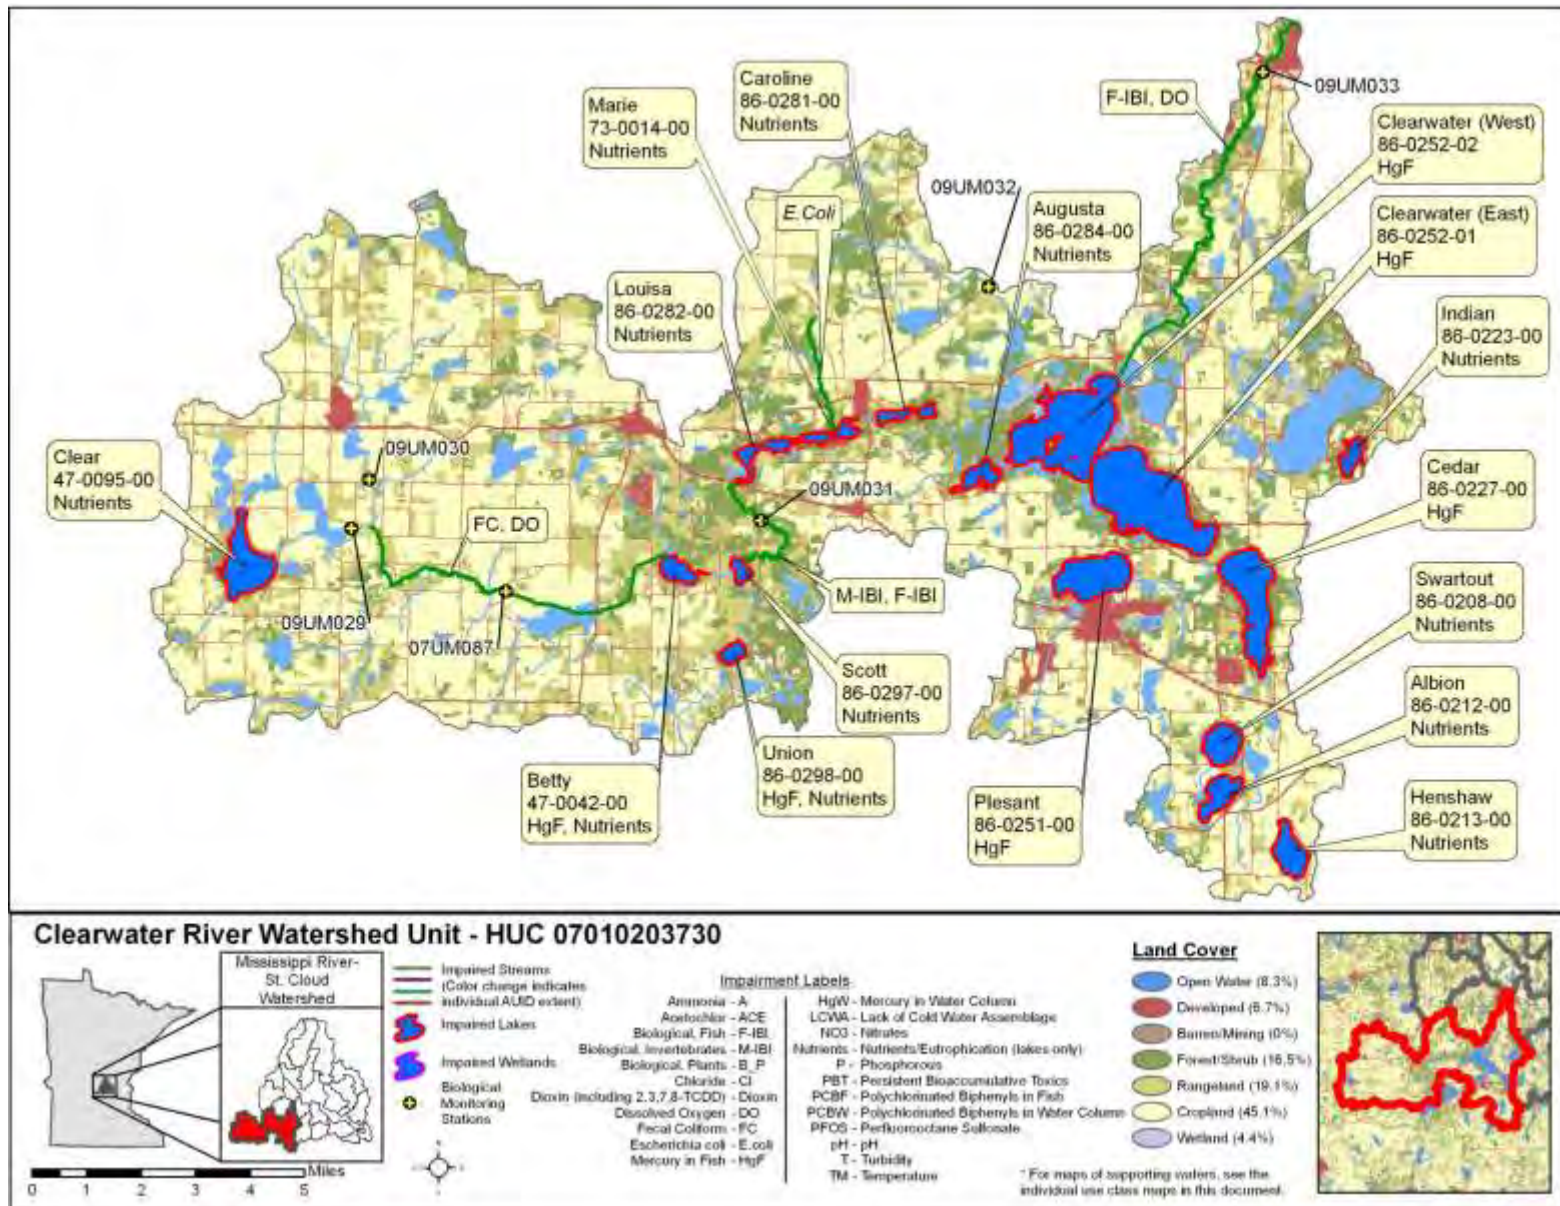 Caroline
86-0281-00
Nutrients
Marie
73-0014-00
Nutrients
F-IBI, DO
09UM033
Clearwater (West)
86-0252-02
HgF
09UM032
Augusta
86-0284-00
Nutrients
E.Coli
Clearwater (East)
86-0252-01
HgF
Louisa
86-0282-00
Nutrients
Indian
86-0223-00
Nutrients
Clear
47-0095-00
Nutrients
09UM030
09UM031
Cedar
86-0227-00
HgF
FC, DO
Swartout
86-0208-00
Nutrients
M-IBI, F-IBI
09UM029
07UM087
Scott
86-0297-00
Nutrients
Albion
86-0212-00
Nutrients
Union
86-0298-00
HgF, Nutrients
Betty
47-0042-00
HgF, Nutrients
Plesant
86-0251-00
HgF
Henshaw
86-0213-00
Nutrients
Clearwater River Watershed Unit - HUC 07010203730
Mississippi River-
St. Cloud
Watershed
Impaired Streams
(Color change indicates
individual AUID extent)
Impaired Lakes
Impaired Wetlands
Biological
Monitoring
Stations
Miles
0 1 2 3 4 5
Impairment Labels
Ammonia - A
Acetochlor - ACE
Biological, Fish - F-IBI
Biological, Invertebrates - M-IBI
Biological, Plants - B_P
Chloride - Cl
Dioxin (including 2,3,7,8-TCDD) - Dioxin
Dissolved Oxygen - DO
Fecal Coliform - FC
Escherichia coli - E.coli
Mercury in Fish - HgF
HgW - Mercury in Water Column
LCWA - Lack of Cold Water Assemblage
NO3 - Nitrates
Nutrients - Nutrients/Eutrophication (lakes only)
P - Phosphorous
PBT - Persistent Bioaccumulative Toxics
PCBF - Polychlorinated Biphenyls in Fish
PCBW - Polychlorinated Biphenyls in Water Column
PFOS - Perfluorooctane Sulfonate
pH - pH
T - Turbidity
TM - Temperature
Land Cover
Open Water (8.3%)
Developed (6.7%)
Barren/Mining (0%)
Forest/Shrub (16.5%)
Rangeland (19.1%)
Cropland (45.1%)
Wetland (4.4%)
* For maps of supporting waters, see the
individual use class maps in this document.